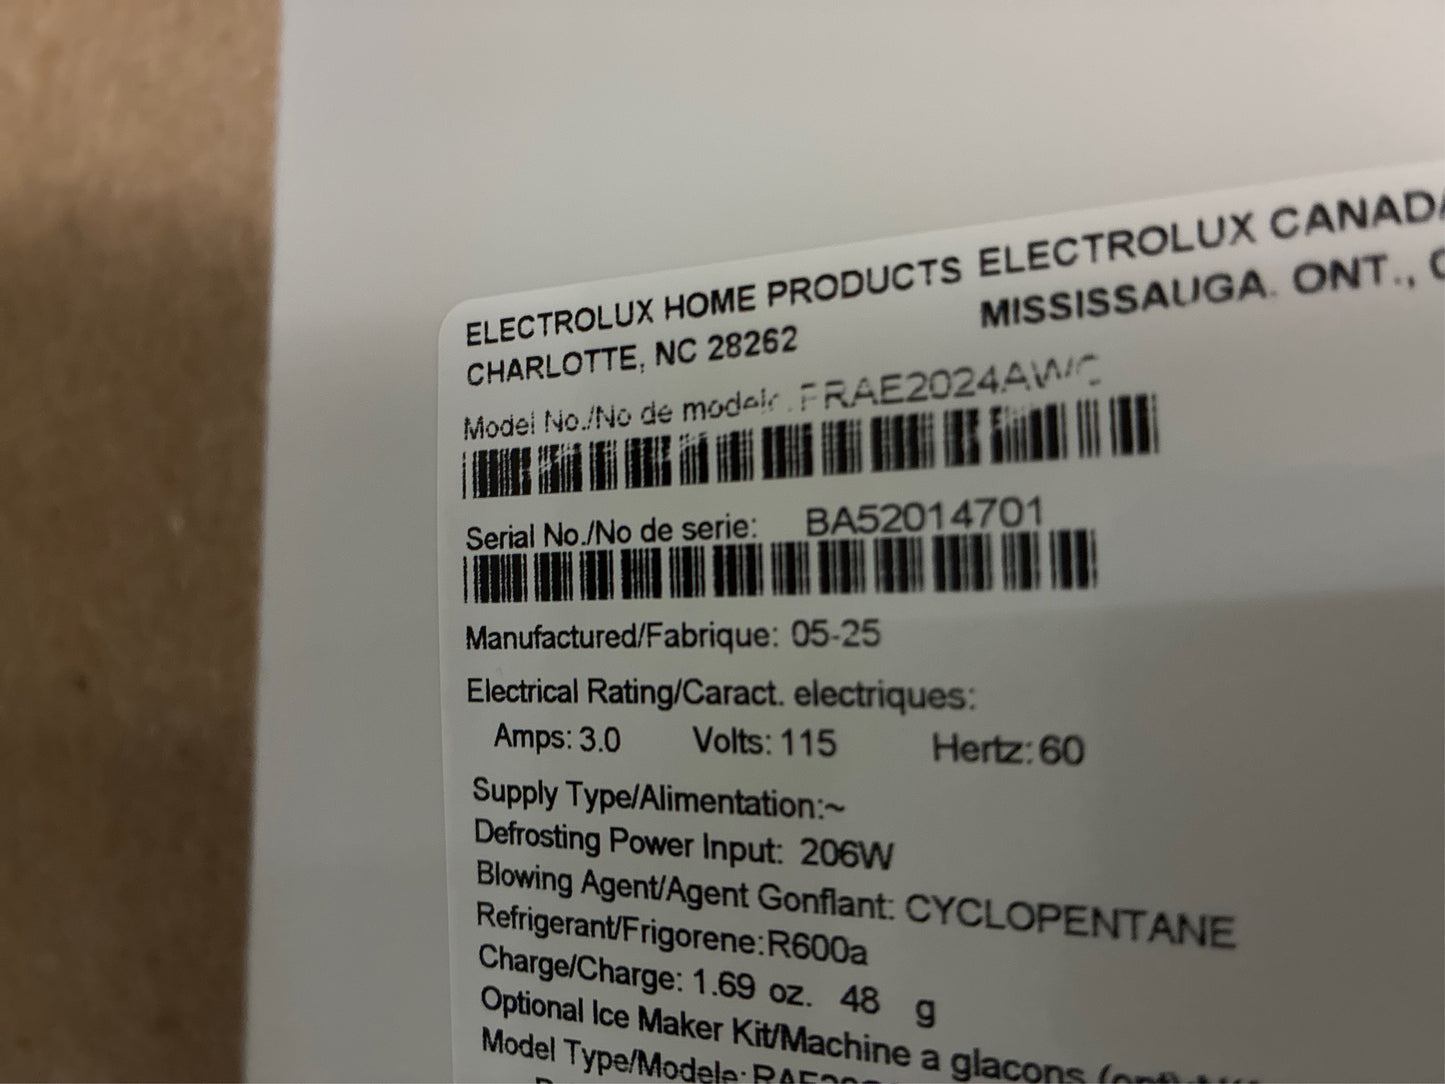 ELECTROLUX HOME PRODUCTS ELECTROLUX CANADA
CHARLOTTE, NC 28262 MISSISSAUGA. ONT.,
Model No./No de modele: FRAE2024AW
Serial No./No de serie: BA52014701
Manufactured/Fabrique: 05-25
Electrical Rating/Caract. electriques:
Amps: 3.0 Volts: 115 Hertz: 60
Supply Type/Alimentation:~
Defrosting Power Input: 206W
Blowing Agent/Agent Gonflant: CYCLOPENTANE
Refrigerant/Frigorene:R600a
Charge/Charge: 1.69 oz. 48 g
Optional Ice Maker Kit/Machine a glacons
Model Type/Modele: RAE20